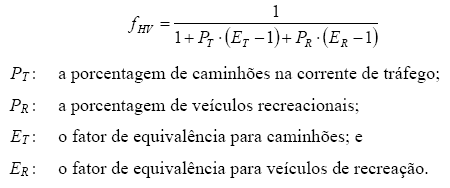 f_HV = 1 / (1 + P_T · (E_T − 1) + P_R · (E_R − 1))
P_T : a porcentagem de caminhões na corrente de tráfego;
P_R : a porcentagem de veículos recreacionais;
E_T : o fator de equivalência para caminhões; e
E_R : o fator de equivalência para veículos de recreação.